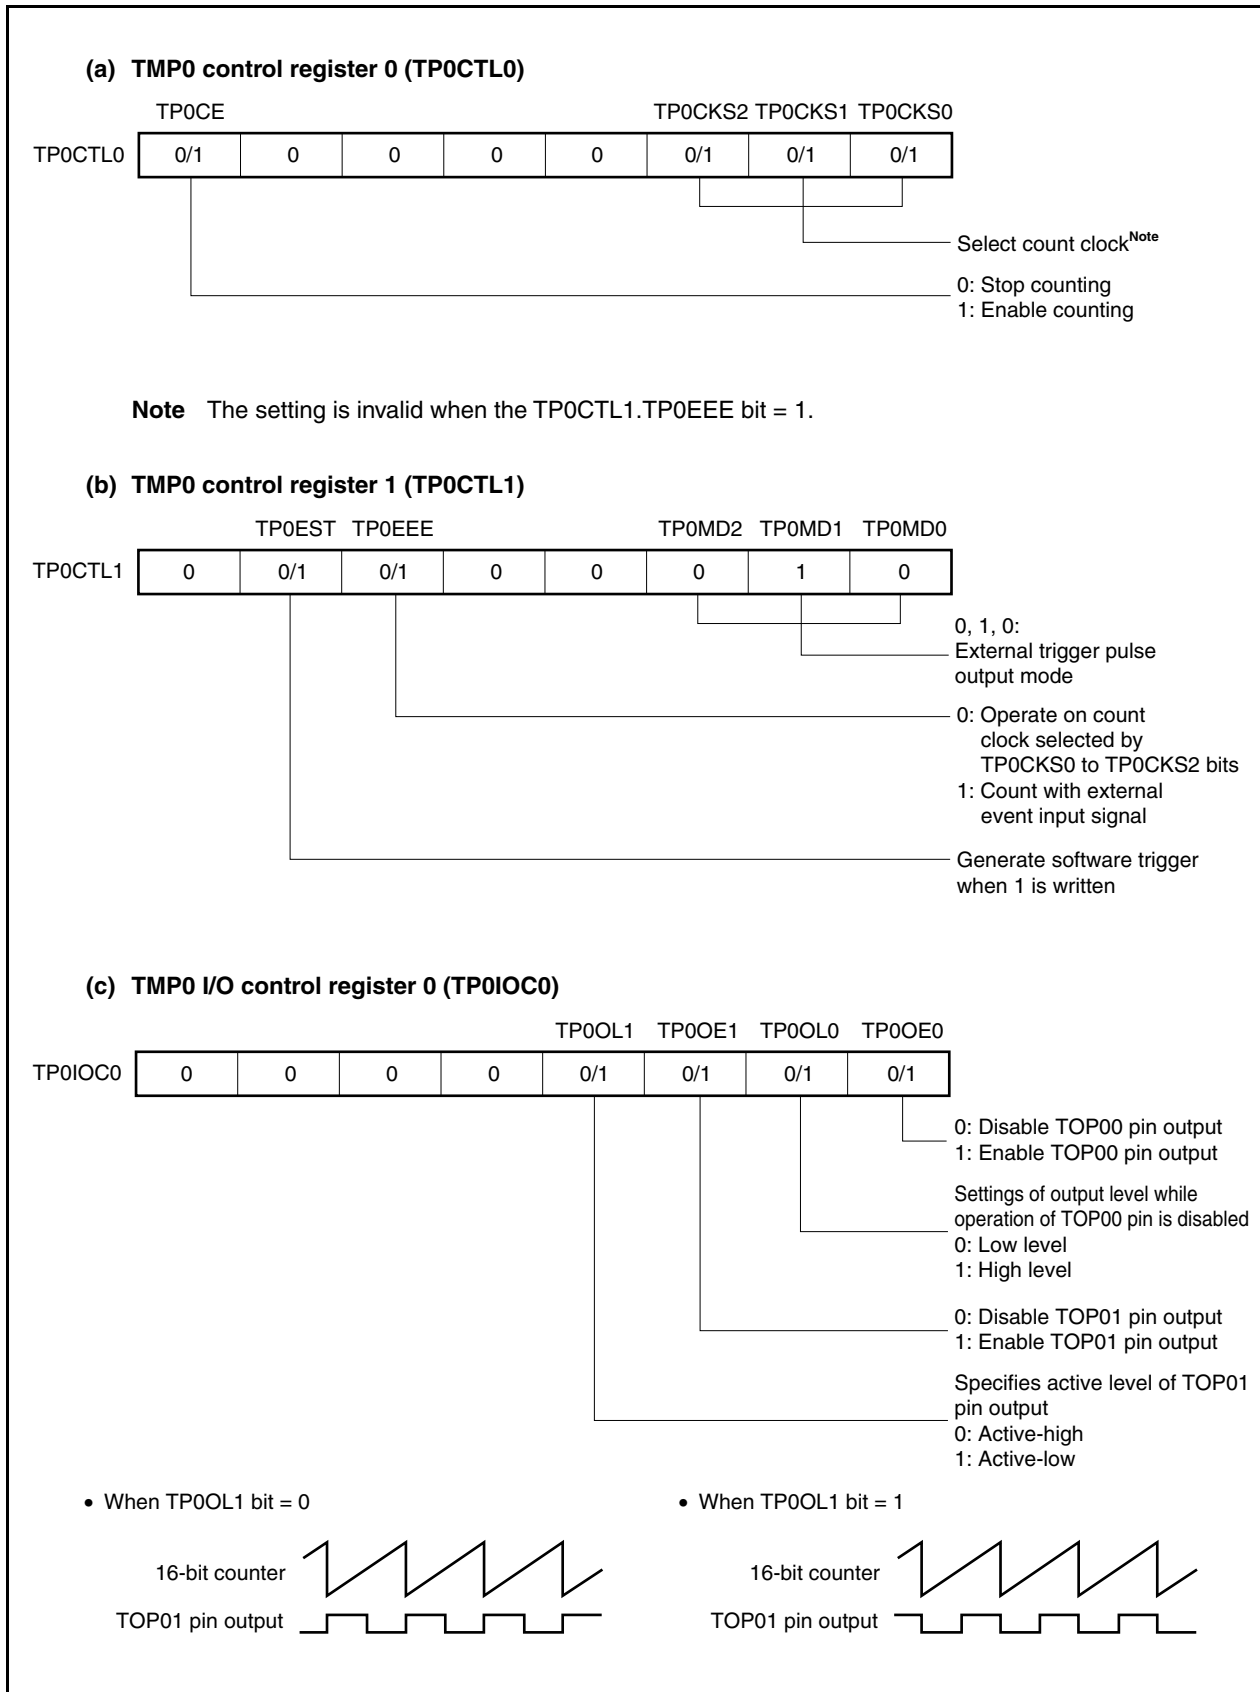 (a) TMP0 control register 0 (TP0CTL0)
TP0CE TP0CKS2 TP0CKS1 TP0CKS0
TP0CTL0 0/1 0 0 0 0 0/1 0/1 0/1
Select count clockNote
0: Stop counting
1: Enable counting
Note The setting is invalid when the TP0CTL1.TP0EEE bit = 1.
(b) TMP0 control register 1 (TP0CTL1)
TP0EST TP0EEE TP0MD2 TP0MD1 TP0MD0
TP0CTL1 0 0/1 0/1 0 0 0 1 0
0, 1, 0:
External trigger pulse
output mode
0: Operate on count
clock selected by
TP0CKS0 to TP0CKS2 bits
1: Count with external
event input signal
Generate software trigger
when 1 is written
(c) TMP0 I/O control register 0 (TP0IOC0)
TP0OL1 TP0OE1 TP0OL0 TP0OE0
TP0IOC0 0 0 0 0 0/1 0/1 0/1 0/1
0: Disable TOP00 pin output
1: Enable TOP00 pin output
Settings of output level while
operation of TOP00 pin is disabled
0: Low level
1: High level
0: Disable TOP01 pin output
1: Enable TOP01 pin output
Specifies active level of TOP01
pin output
0: Active-high
1: Active-low
• When TP0OL1 bit = 0
16-bit counter
TOP01 pin output
• When TP0OL1 bit = 1
16-bit counter
TOP01 pin output